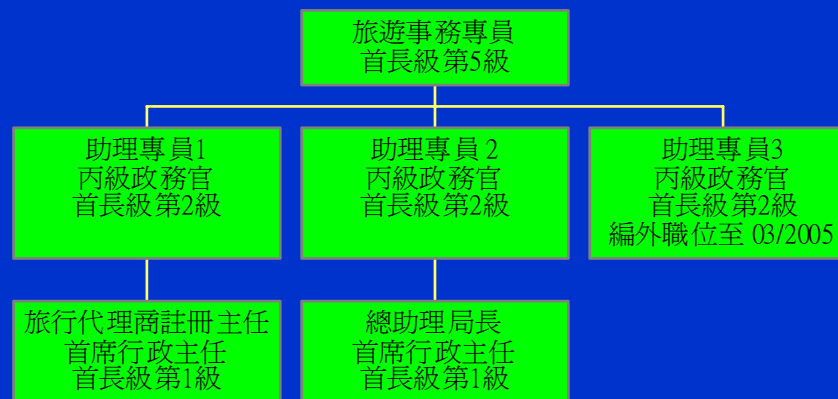 旅遊事務專員
首長級第5級
助理專員1
丙級政務官
首長級第2級
助理專員 2
丙級政務官
首長級第2級
助理專員3
丙級政務官
首長級第2級
編外職位至 03/2005
旅行代理商註冊主任
首席行政主任
首長級第1級
總助理局長
首席行政主任
首長級第1級